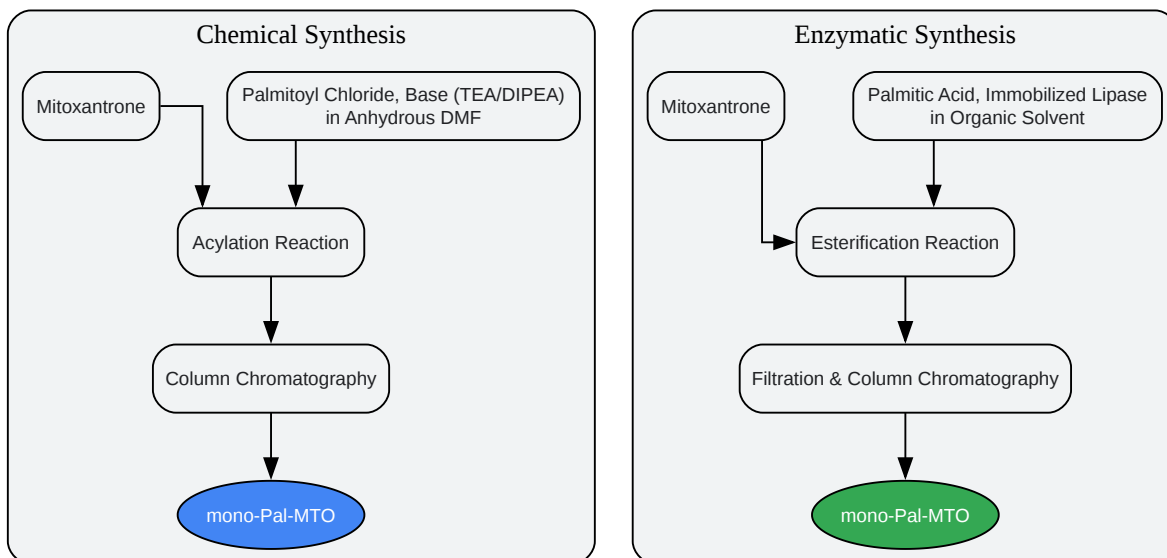 Chemical Synthesis
Mitoxantrone
Palmitoyl Chloride, Base (TEA/DIPEA)
in Anhydrous DMF
Acylation Reaction
Column Chromatography
mono-Pal-MTO
Enzymatic Synthesis
Mitoxantrone
Palmitic Acid, Immobilized Lipase
in Organic Solvent
Esterification Reaction
Filtration & Column Chromatography
mono-Pal-MTO